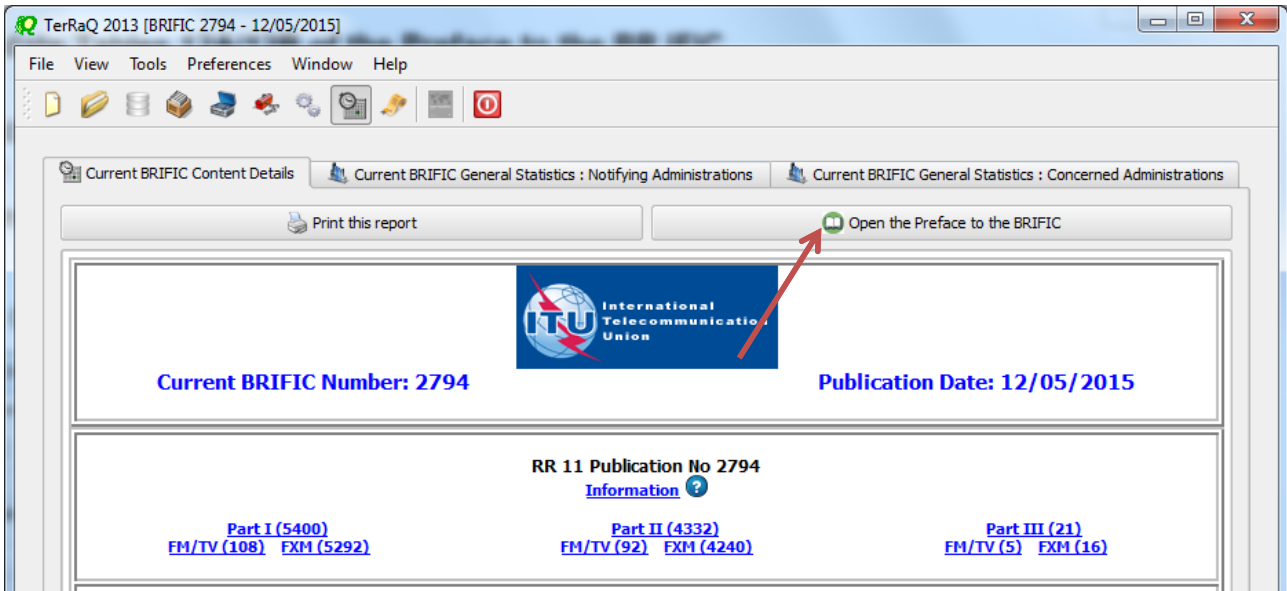 TerRaQ 2013 [BRIFIC 2794 - 12/05/2015]
File View Tools Preferences Window Help
Current BRIFIC Content Details Current BRIFIC General Statistics : Notifying Administrations Current BRIFIC General Statistics : Concerned Administrations
Print this report Open the Preface to the BRIFIC
ITU
International
Telecommunication
Union
Current BRIFIC Number: 2794 Publication Date: 12/05/2015
RR 11 Publication No 2794
Information ?
Part I (5400) Part II (4332) Part III (21)
FM/TV (108) FXM (5292) FM/TV (92) FXM (4240) FM/TV (5) FXM (16)